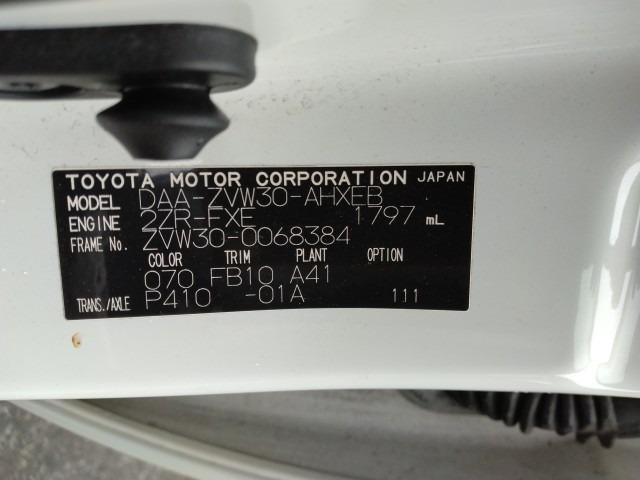 TOYOTA MOTOR CORPORATION JAPAN
MODEL DAA-ZVW30-AHXEB
ENGINE 2ZR-FXE 1797 mL
FRAME No. ZVW30-0068384
COLOR TRIM PLANT OPTION
070 FB10 A41
TRANS./AXLE P410 -01A 111